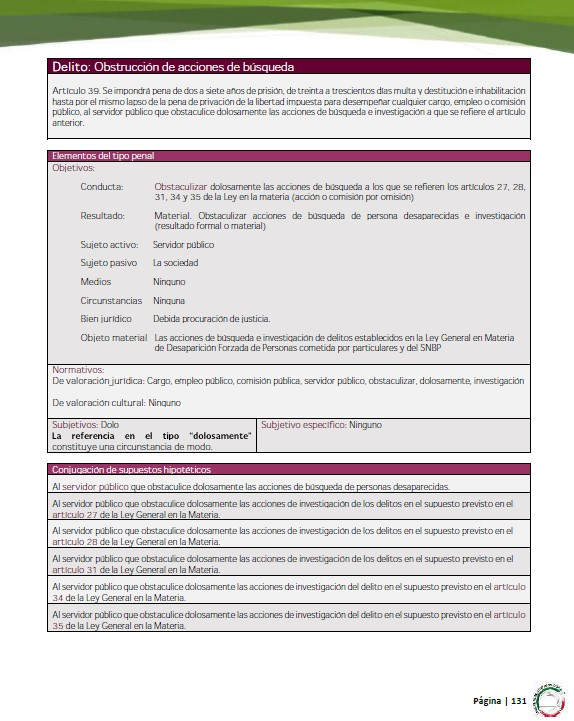 Delito: Obstrucción de acciones de búsqueda
Artículo 39. Se impondrá pena de dos a siete años de prisión, de treinta a trescientos días multa y destitución e inhabilitación
hasta por el mismo lapso de la pena de privación de la libertad impuesta para desempeñar cualquier cargo, empleo o comisión
público, al servidor público que obstaculice dolosamente las acciones de búsqueda e investigación a que se refiere el artículo
anterior.
Elementos del tipo penal
Objetivos:
Conducta: Obstaculizar dolosamente las acciones de búsqueda a los que se refieren los artículos 27, 28,
31, 34 y 35 de la Ley en la materia (acción o comisión por omisión)
Resultado: Material. Obstaculizar acciones de búsqueda de persona desaparecidas e investigación
(resultado formal o material)
Sujeto activo: Servidor público
Sujeto pasivo La sociedad
Medios Ninguno
Circunstancias Ninguna
Bien jurídico Debida procuración de justicia.
Objeto material Las acciones de búsqueda e investigación de delitos establecidos en la Ley General en Materia
de Desaparición Forzada de Personas cometida por particulares y del SNBP
Normativos:
De valoración jurídica: Cargo, empleo público, comisión pública, servidor público, obstaculizar, dolosamente, investigación
De valoración cultural: Ninguno
Subjetivos: Dolo
La referencia en el tipo "dolosamente"
constituye una circunstancia de modo.
Subjetivo específico: Ninguno
Conjugación de supuestos hipotéticos
Al servidor público que obstaculice dolosamente las acciones de búsqueda de personas desaparecidas.
Al servidor público que obstaculice dolosamente las acciones de investigación de los delitos en el supuesto previsto en el
artículo 27 de la Ley General en la Materia.
Al servidor público que obstaculice dolosamente las acciones de investigación de los delitos en el supuesto previsto en el
artículo 28 de la Ley General en la Materia.
Al servidor público que obstaculice dolosamente las acciones de investigación de los delitos en el supuesto previsto en el
artículo 31 de la Ley General en la Materia.
Al servidor público que obstaculice dolosamente las acciones de investigación del delito en el supuesto previsto en el artículo
34 de la Ley General en la Materia.
Al servidor público que obstaculice dolosamente las acciones de investigación del delito en el supuesto previsto en el artículo
35 de la Ley General en la Materia.
Página | 131